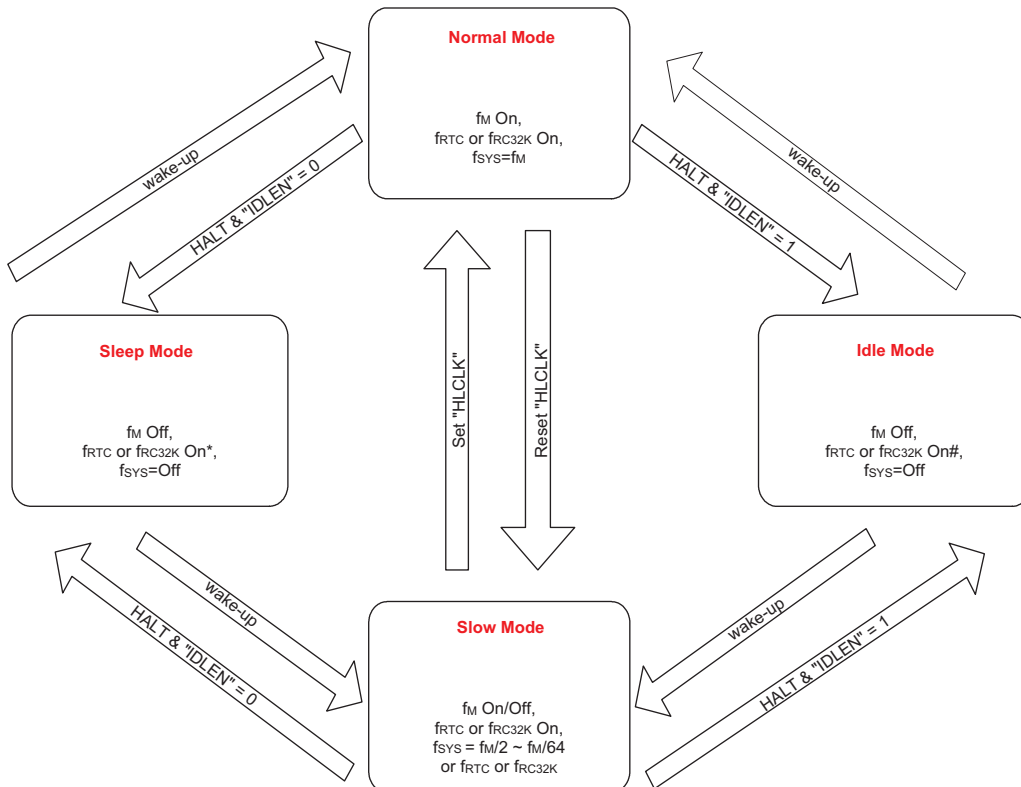 Normal Mode
fM On,
fRTC or fRC32K On,
fSYS=fM
wake-up
HALT & "IDLEN" = 0
HALT & "IDLEN" = 1
wake-up
Sleep Mode
fM Off,
fRTC or fRC32K On*,
fSYS=Off
Set "HLCLK"
Reset "HLCLK"
Idle Mode
fM Off,
fRTC or fRC32K On#,
fSYS=Off
wake-up
HALT & "IDLEN" = 0
wake-up
HALT & "IDLEN" = 1
Slow Mode
fM On/Off,
fRTC or fRC32K On,
fSYS = fM/2 ~ fM/64
or fRTC or fRC32K